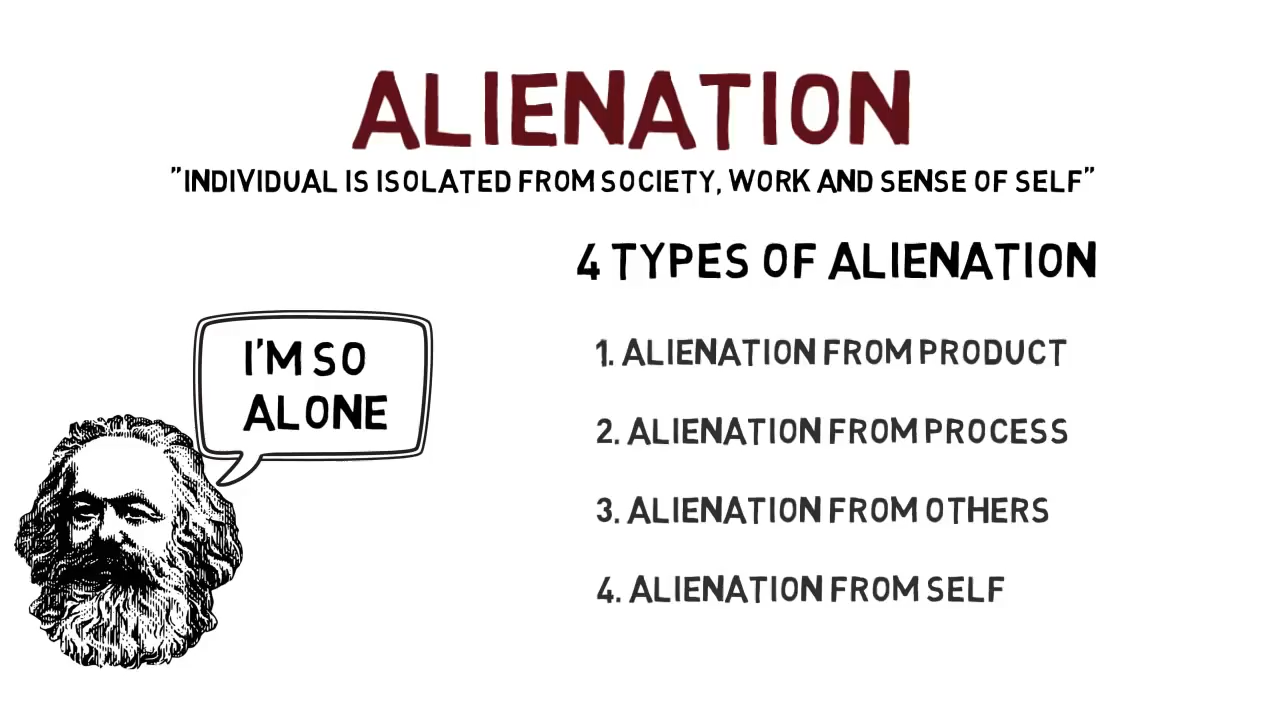 ALIENATION
"INDIVIDUAL IS ISOLATED FROM SOCIETY, WORK AND SENSE OF SELF"
4 TYPES OF ALIENATION
I'M SO
ALONE
1. ALIENATION FROM PRODUCT
2. ALIENATION FROM PROCESS
3. ALIENATION FROM OTHERS
4. ALIENATION FROM SELF